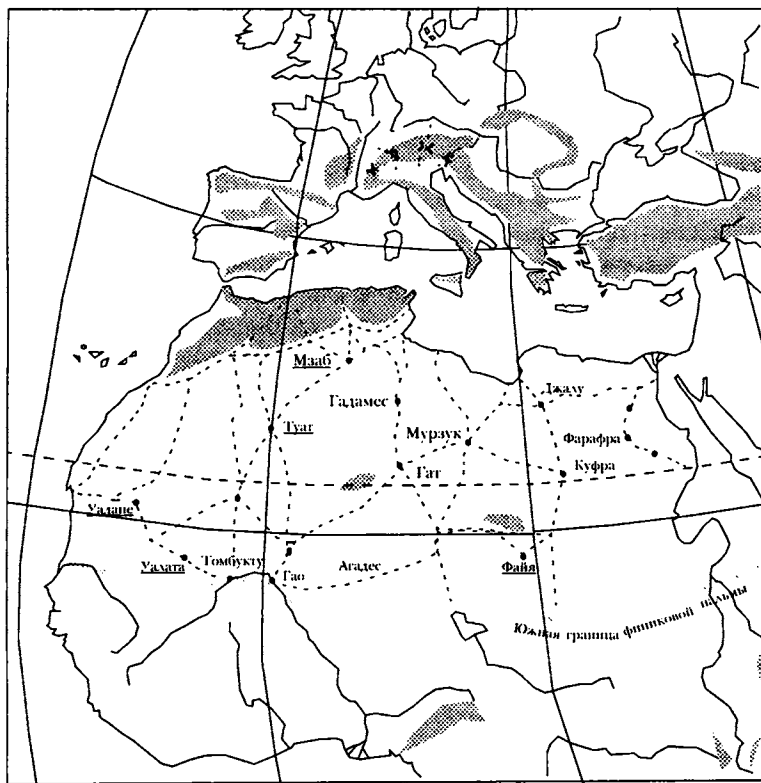 Мзаб
Гадамес
Джалу
Туат
Мурзук
Фарафра
Гат
Куфра
Уадане
Уалата
Томбукту
Гао
Агадес
Файя
Южная граница финиковой пальмы